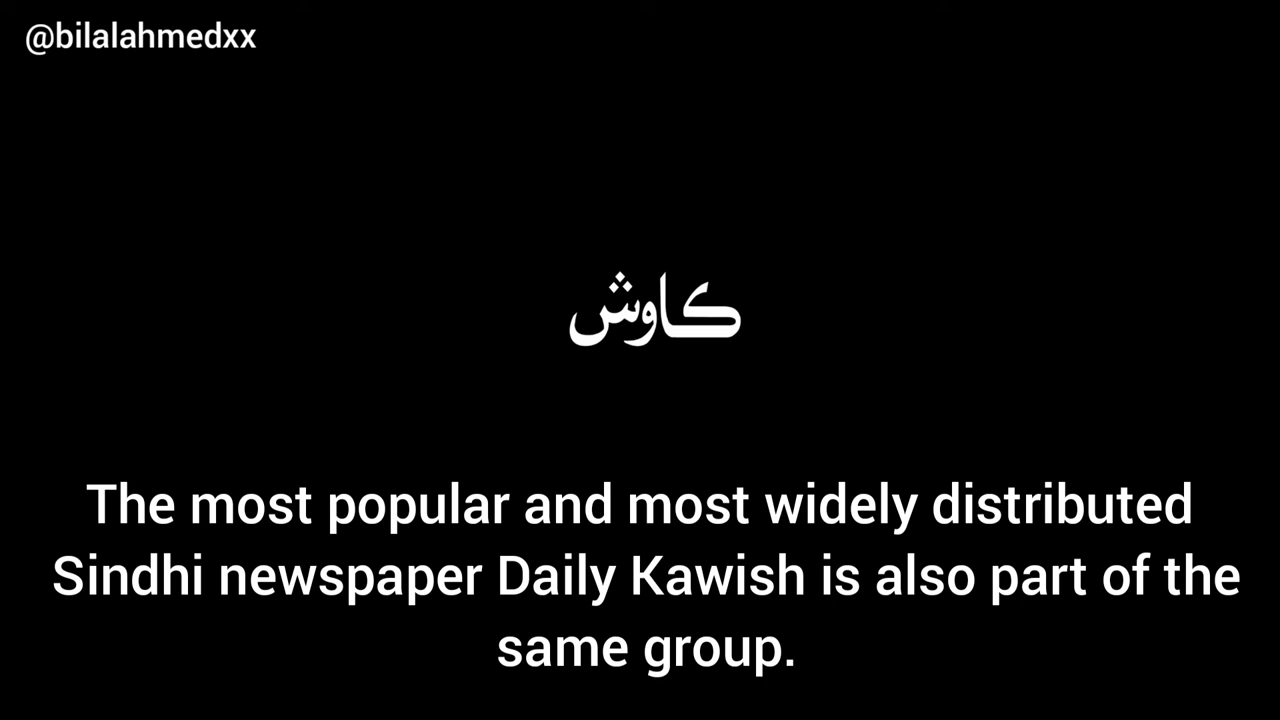 @bilalahmedxx
ڪاوش
The most popular and most widely distributed
Sindhi newspaper Daily Kawish is also part of the
same group.